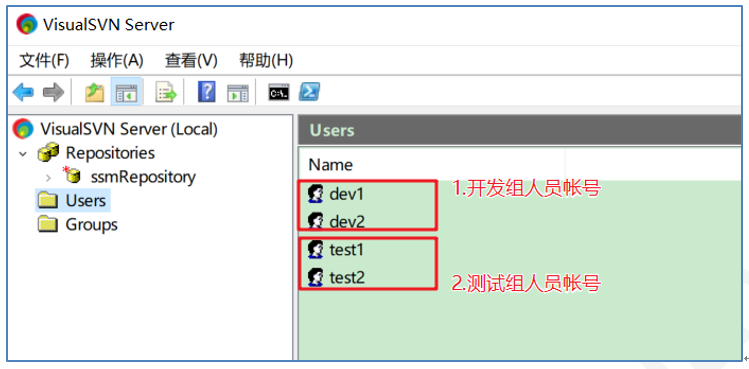 VisualSVN Server
文件(F) 操作(A) 查看(V) 帮助(H)
VisualSVN Server (Local)
Repositories
ssmRepository
Users
Groups
Users
Name
dev1
dev2
1.开发组人员帐号
test1
test2
2.测试组人员帐号